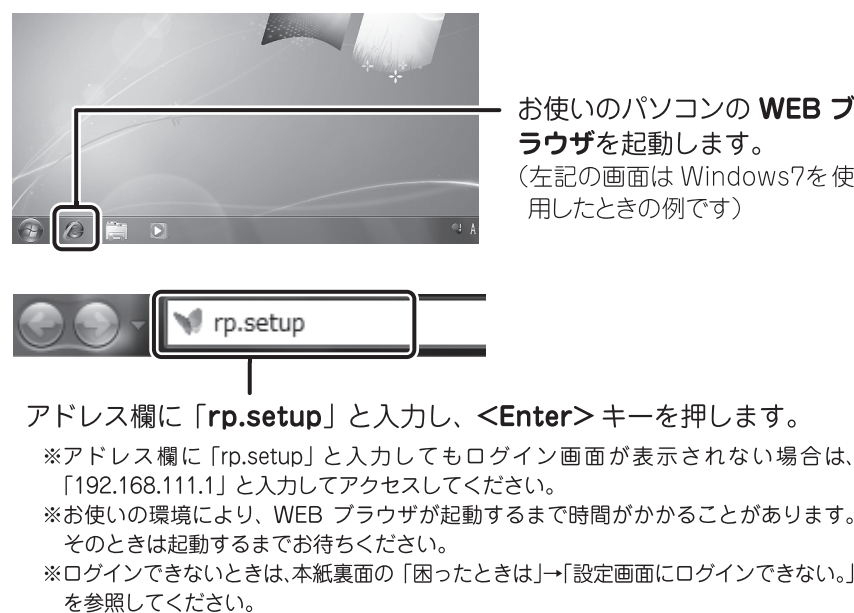 お使いのパソコンの WEB ブ
ラウザを起動します。
(左記の画面は Windows7を使
用したときの例です)
A
rp.setup
アドレス欄に「rp.setup」と入力し、<Enter> キーを押します。
※アドレス欄に「rp.setup」と入力してもログイン画面が表示されない場合は、
「192.168.111.1」と入力してアクセスしてください。
※お使いの環境により、WEB ブラウザが起動するまで時間がかかることがあります。
そのときは起動するまでお待ちください。
※ログインできないときは、本紙裏面の「困ったときは」→「設定画面にログインできない。」
を参照してください。